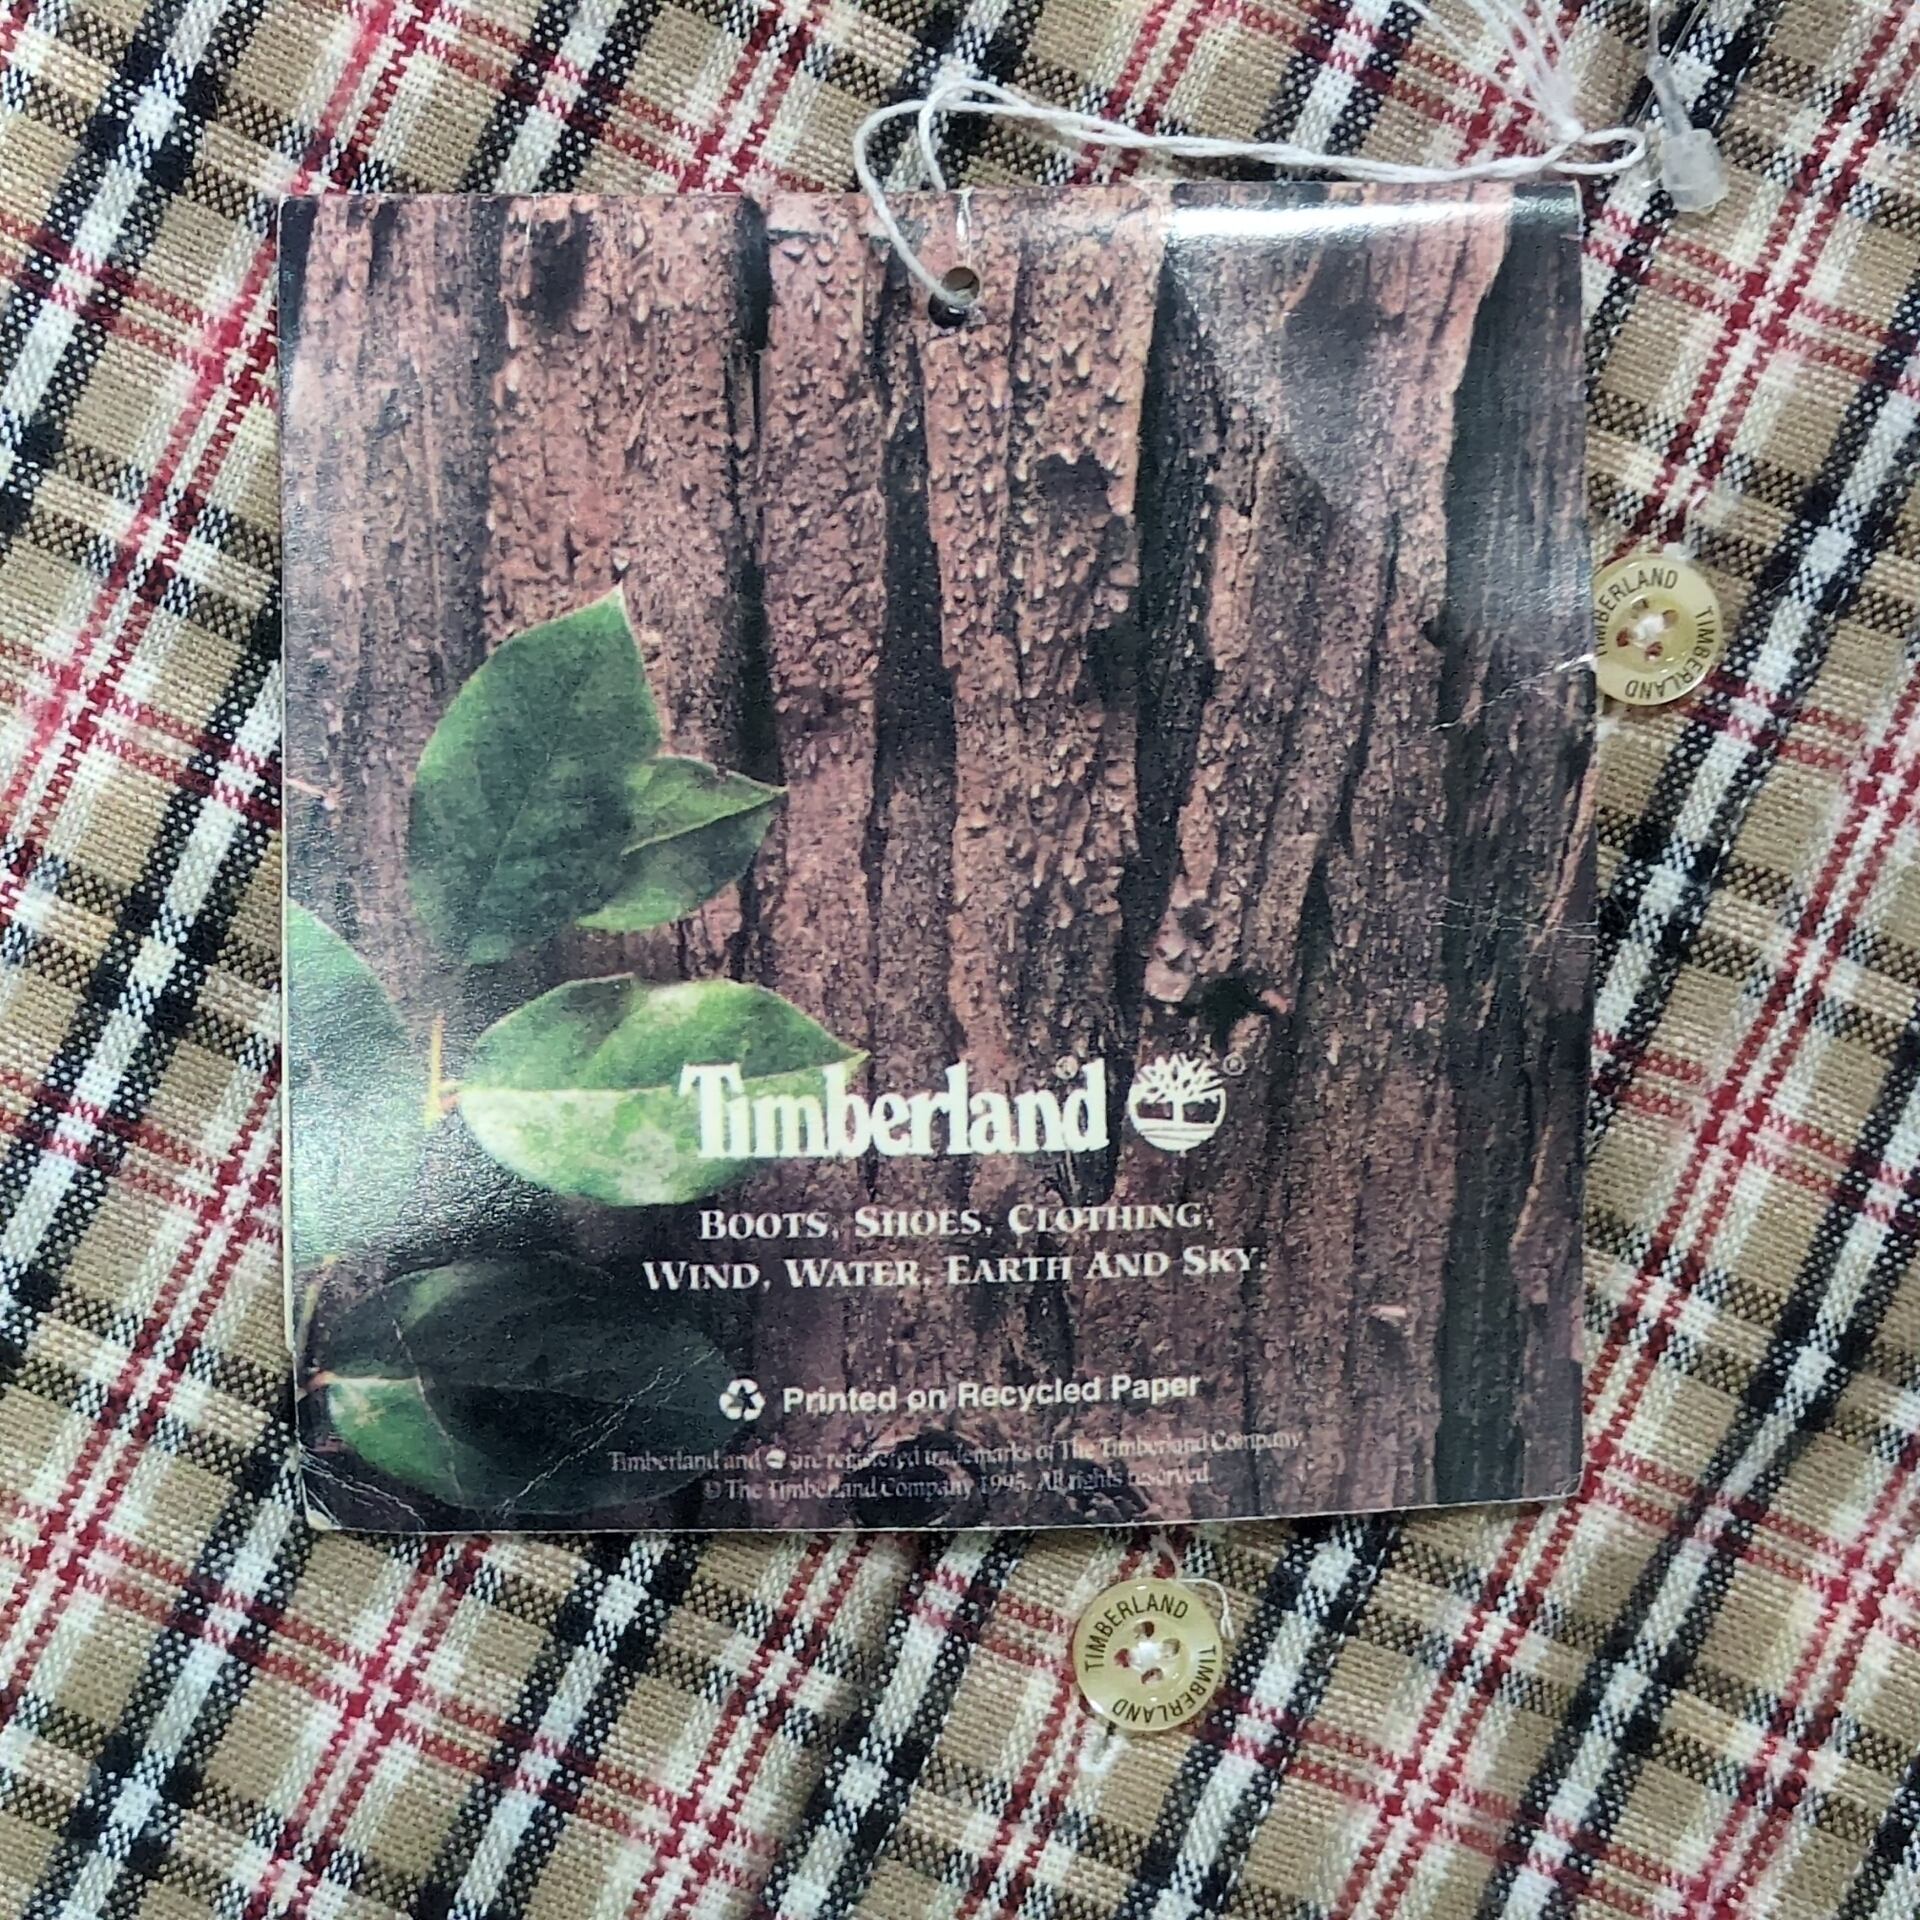 Timberland® ®
BOOTS, SHOES, CLOTHING,
WIND, WATER, EARTH AND SKY.
Printed on Recycled Paper
Timberland and are registered trademarks of The Timberland Company.
© The Timberland Company 1995. All rights reserved.
TIMBERLAND TIMBERLAND
TIMBERLAND TIMBERLAND